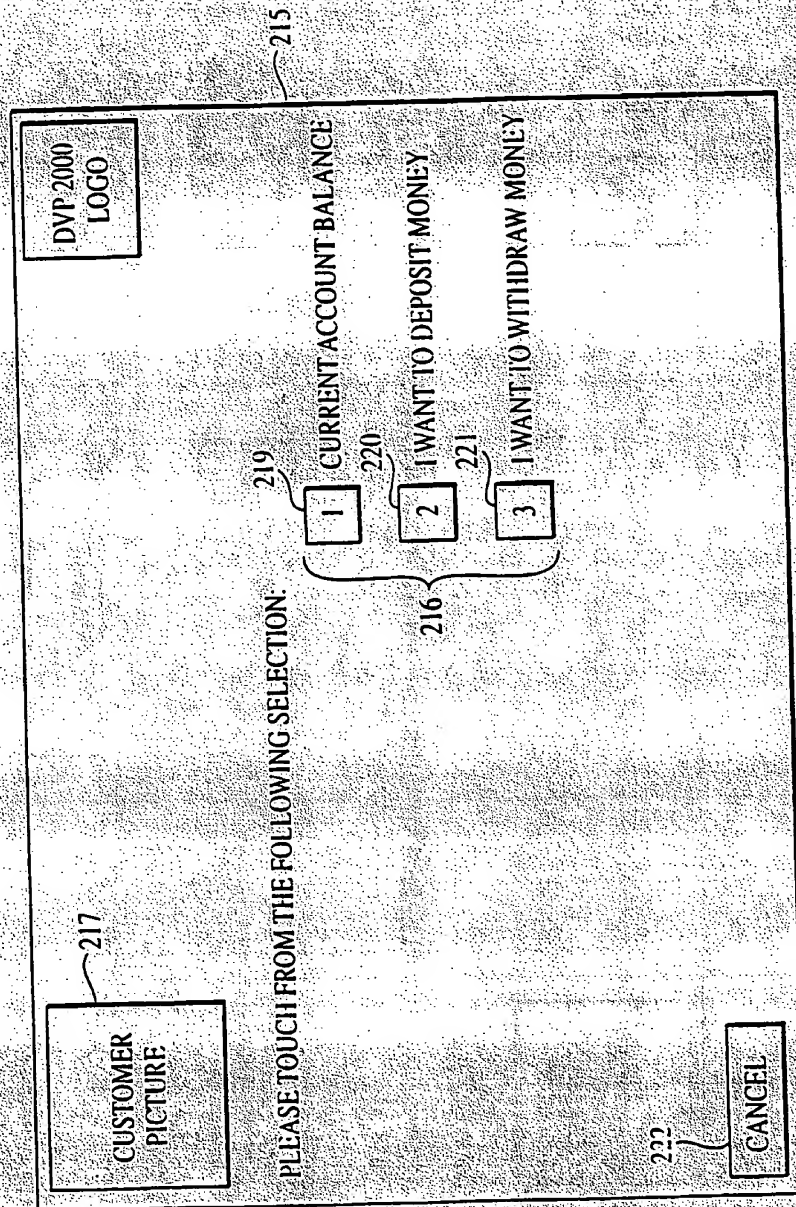 215
DVP 2000
LOGO
217
CUSTOMER
PICTURE
PLEASE TOUCH FROM THE FOLLOWING SELECTION:
219
1 CURRENT ACCOUNT BALANCE
220
2 I WANT TO DEPOSIT MONEY
221
3 I WANT TO WITHDRAW MONEY
216
222
CANCEL